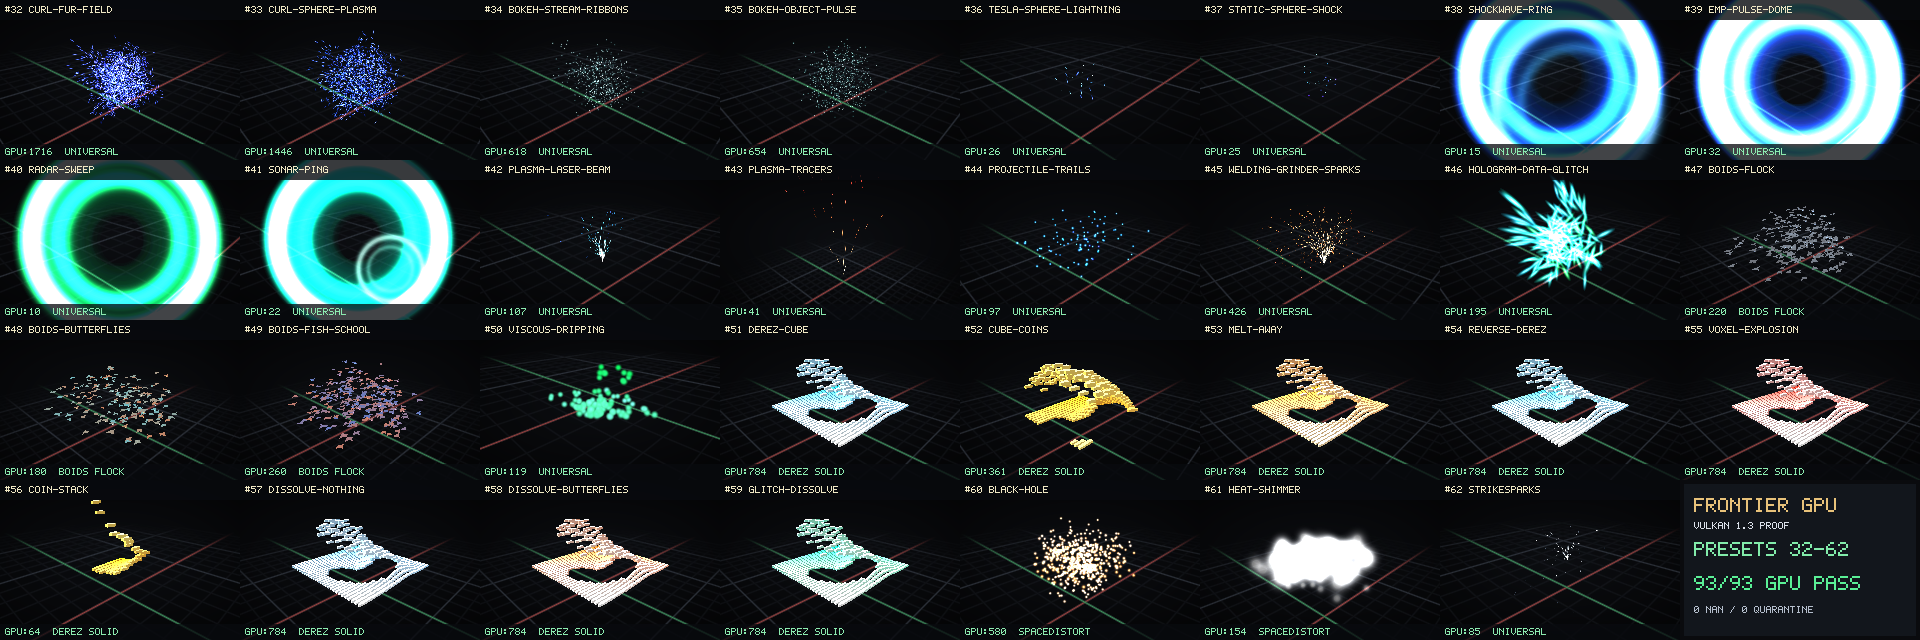 #32 CURL-FUR-FIELD
#33 CURL-SPHERE-PLASMA
#34 BOKEH-STREAM-RIBBONS
#35 BOKEH-OBJECT-PULSE
#36 TESLA-SPHERE-LIGHTNING
#37 STATIC-SPHERE-SHOCK
#38 SHOCKWAVE-RING
#39 EMP-PULSE-DOME
GPU:1716 UNIVERSAL
GPU:1446 UNIVERSAL
GPU:618 UNIVERSAL
GPU:654 UNIVERSAL
GPU:26 UNIVERSAL
GPU:25 UNIVERSAL
GPU:15 UNIVERSAL
GPU:32 UNIVERSAL
#40 RADAR-SWEEP
#41 SONAR-PING
#42 PLASMA-LASER-BEAM
#43 PLASMA-TRACERS
#44 PROJECTILE-TRAILS
#45 WELDING-GRINDER-SPARKS
#46 HOLOGRAM-DATA-GLITCH
#47 BOIDS-FLOCK
GPU:10 UNIVERSAL
GPU:22 UNIVERSAL
GPU:107 UNIVERSAL
GPU:41 UNIVERSAL
GPU:97 UNIVERSAL
GPU:426 UNIVERSAL
GPU:195 UNIVERSAL
GPU:220 BOIDS FLOCK
#48 BOIDS-BUTTERFLIES
#49 BOIDS-FISH-SCHOOL
#50 VISCOUS-DRIPPING
#51 DEREZ-CUBE
#52 CUBE-COINS
#53 MELT-AWAY
#54 REVERSE-DEREZ
#55 VOXEL-EXPLOSION
GPU:180 BOIDS FLOCK
GPU:260 BOIDS FLOCK
GPU:119 UNIVERSAL
GPU:784 DEREZ SOLID
GPU:361 DEREZ SOLID
GPU:784 DEREZ SOLID
GPU:784 DEREZ SOLID
GPU:784 DEREZ SOLID
#56 COIN-STACK
#57 DISSOLVE-NOTHING
#58 DISSOLVE-BUTTERFLIES
#59 GLITCH-DISSOLVE
#60 BLACK-HOLE
#61 HEAT-SHIMMER
#62 STRIKESPARKS
FRONTIER GPU
VULKAN 1.3 PROOF
PRESETS 32-62
93/93 GPU PASS
0 NAN / 0 QUARANTINE
GPU:64 DEREZ SOLID
GPU:784 DEREZ SOLID
GPU:784 DEREZ SOLID
GPU:784 DEREZ SOLID
GPU:580 SPACEDISTORT
GPU:154 SPACEDISTORT
GPU:85 UNIVERSAL